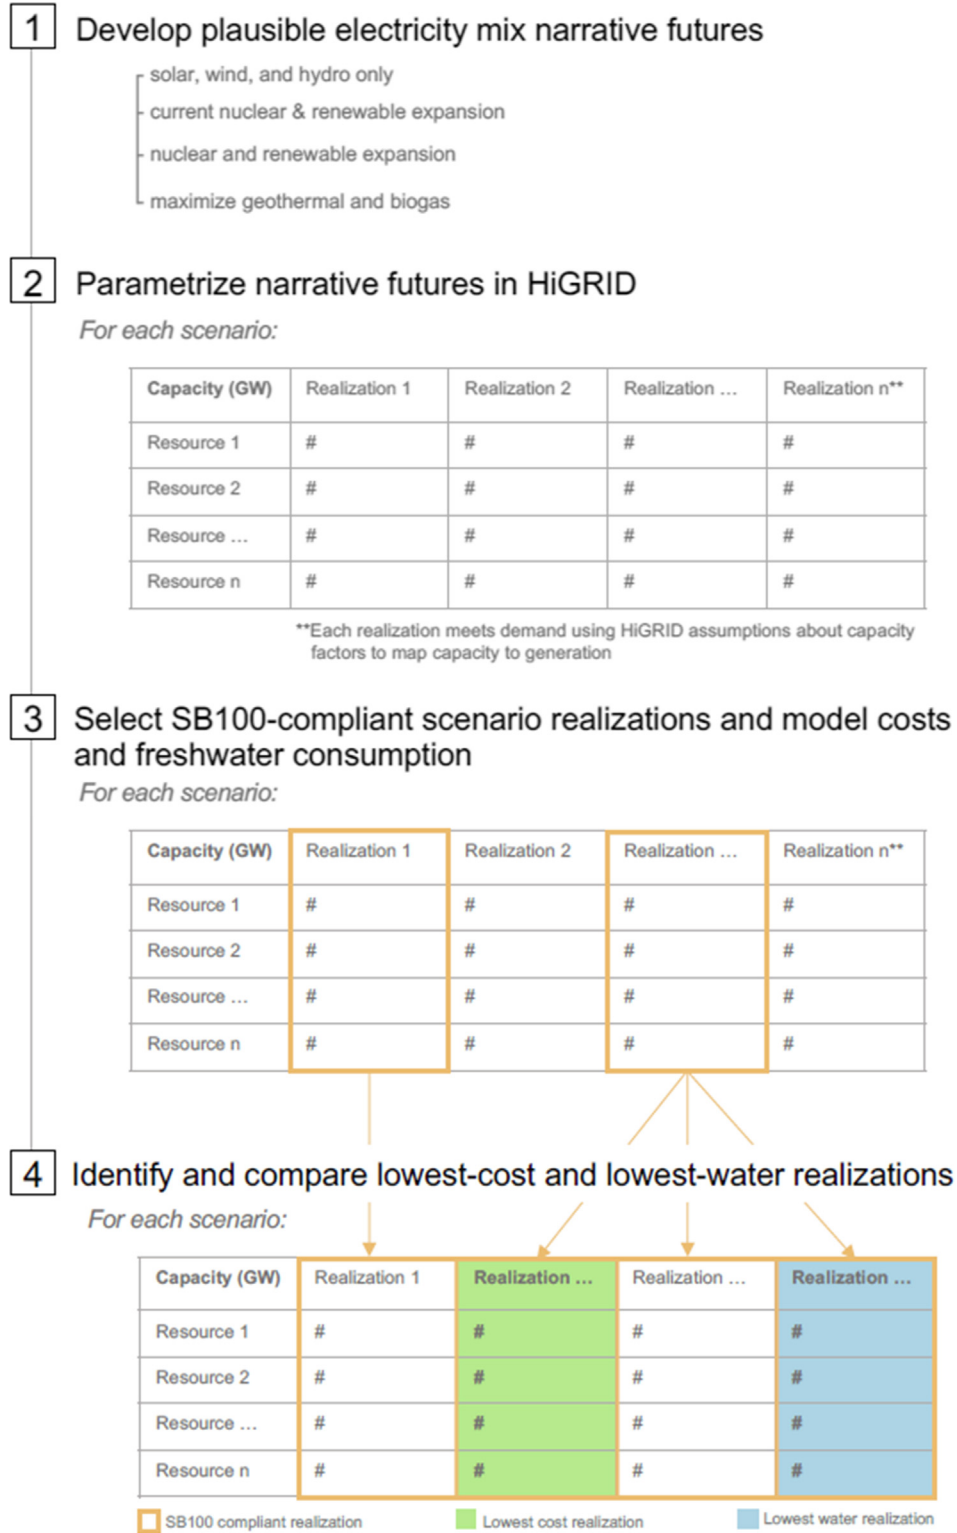 1 Develop plausible electricity mix narrative futures
solar, wind, and hydro only
current nuclear & renewable expansion
nuclear and renewable expansion
maximize geothermal and biogas
2 Parametrize narrative futures in HiGRID
For each scenario:
Capacity (GW) Realization 1 Realization 2 Realization ... Realization n**
Resource 1 # # # #
Resource 2 # # # #
Resource ... # # # #
Resource n # # # #
**Each realization meets demand using HiGRID assumptions about capacity
factors to map capacity to generation
3 Select SB100-compliant scenario realizations and model costs
and freshwater consumption
For each scenario:
Capacity (GW) Realization 1 Realization 2 Realization ... Realization n**
Resource 1 # # # #
Resource 2 # # # #
Resource ... # # # #
Resource n # # # #
4 Identify and compare lowest-cost and lowest-water realizations
For each scenario:
Capacity (GW) Realization 1 Realization ... Realization ... Realization ...
Resource 1 # # # #
Resource 2 # # # #
Resource ... # # # #
Resource n # # # #
SB100 compliant realization Lowest cost realization Lowest water realization